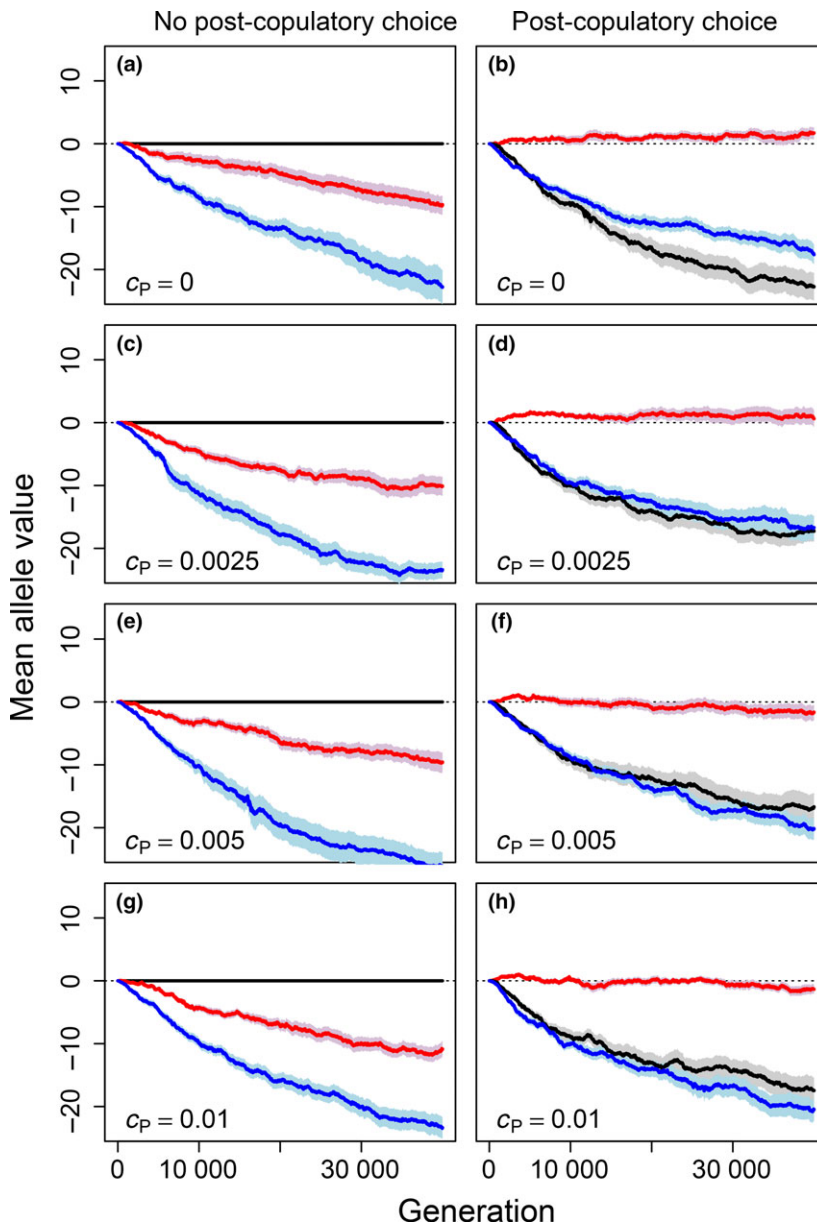 No post-copulatory choice
Post-copulatory choice
Mean allele value
(a)
10
0
−10
−20
cP = 0
(b)
cP = 0
(c)
10
0
−10
−20
cP = 0.0025
(d)
cP = 0.0025
(e)
10
0
−10
−20
cP = 0.005
(f)
cP = 0.005
(g)
10
0
−10
−20
cP = 0.01
(h)
cP = 0.01
0
10 000
30 000
0
10 000
30 000
Generation